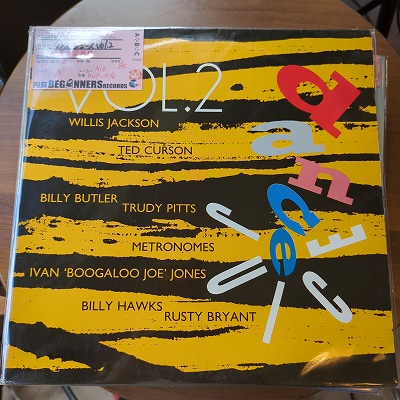 VOL.2
WILLIS JACKSON
TED CURSON
BILLY BUTLER
TRUDY PITTS
METRONOMES
IVAN 'BOOGALOO JOE' JONES
BILLY HAWKS
RUSTY BRYANT
dance
JUICE
BEGINNERS RECORDS